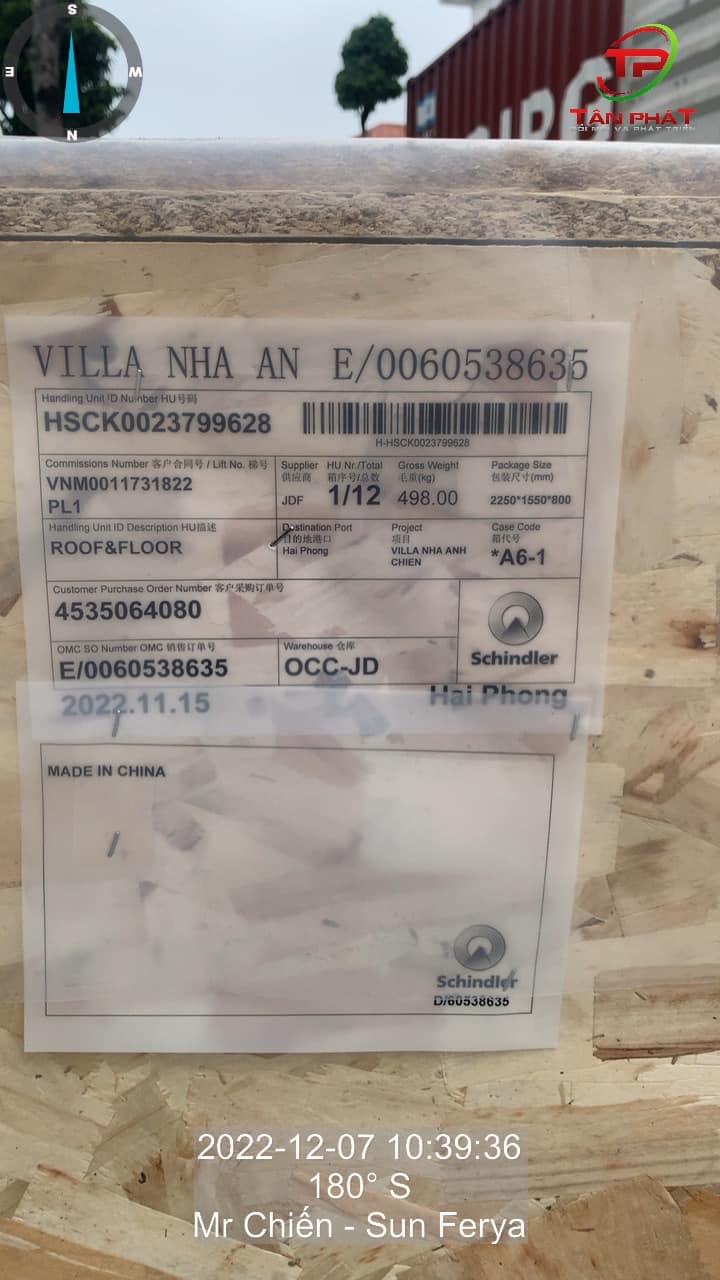 S
E
W
N
TP
TÂN PHÁT
ĐỔI MỚI VÀ PHÁT TRIỂN
VILLA NHA AN E/0060538635
Handling Unit ID Number HU号码
HSCK0023799628
H-HSCK0023799628
Commissions Number 客户合同号 / Lift No. 梯号
VNM0011731822
PL1
Supplier
供应商
JDF
HU Nr./Total
箱序号/总数
1/12
Gross Weight
毛重(kg)
498.00
Package Size
包装尺寸(mm)
2250*1550*800
Handling Unit ID Description HU描述
ROOF&FLOOR
Destination Port
目的地港口
Hai Phong
Project
项目
VILLA NHA ANH
CHIEN
Case Code
箱代号
*A6-1
Customer Purchase Order Number 客户采购订单号
4535064080
Schindler
OMC SO Number OMC 销售订单号
E/0060538635
Warehouse 仓库
OCC-JD
2022.11.15
Hai Phong
MADE IN CHINA
Schindler
D/60538635
2022-12-07 10:39:36
180° S
Mr Chiến - Sun Ferya